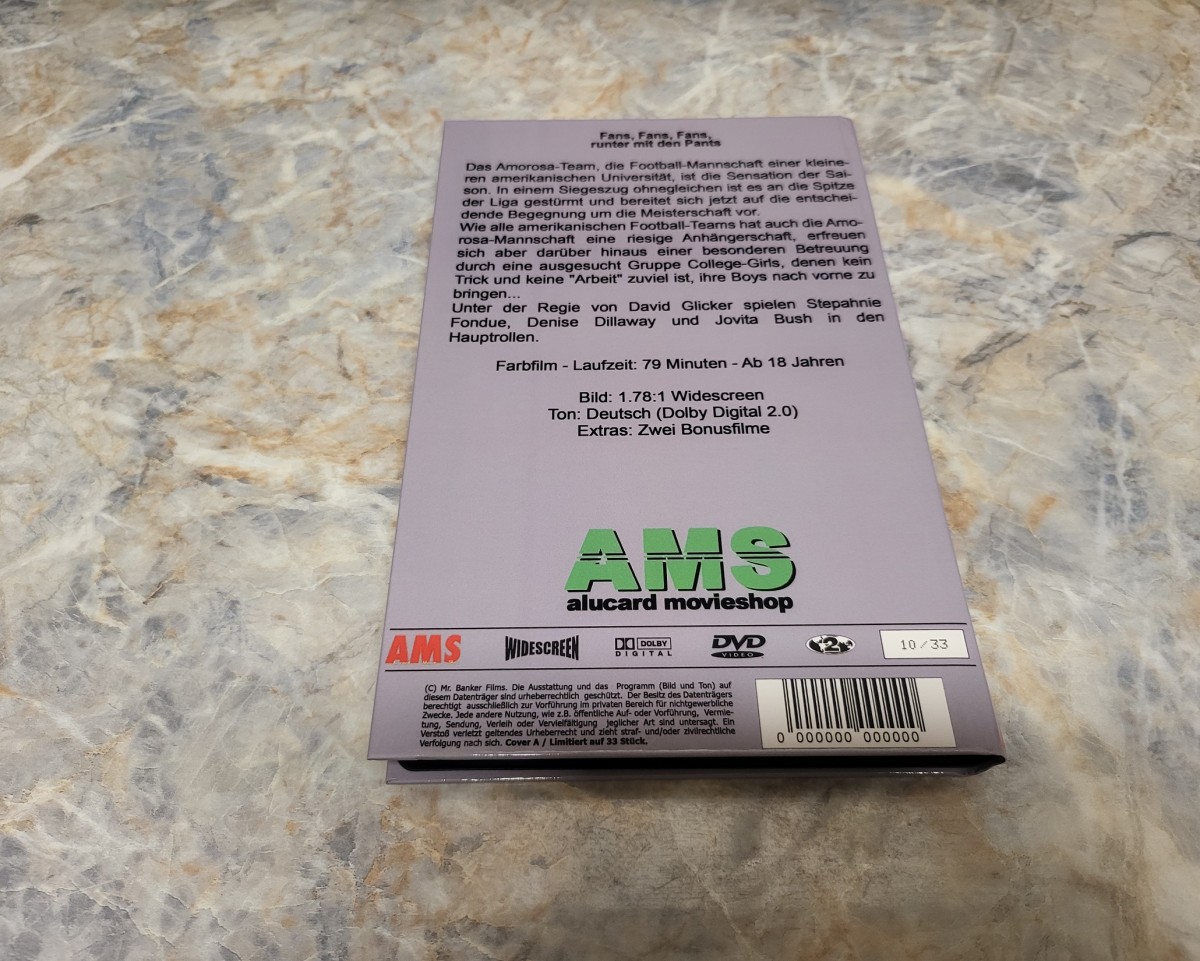 Fans, Fans, Fans,
runter mit den Pants
Das Amorosa-Team, die Football-Mannschaft einer kleine-
ren amerikanischen Universität, ist die Sensation der Sai-
son. In einem Siegeszug ohnegleichen ist es an die Spitze
der Liga gestürmt und bereitet sich jetzt auf die entschei-
dende Begegnung um die Meisterschaft vor.
Wie alle amerikanischen Football-Teams hat auch die Amo-
rosa-Mannschaft eine riesige Anhängerschaft, erfreuen
sich aber darüber hinaus einer besonderen Betreuung
durch eine ausgesucht Gruppe College-Girls, denen kein
Trick und keine "Arbeit" zuviel ist, ihre Boys nach vorne zu
bringen...
Unter der Regie von David Glicker spielen Stepahnie
Fondue, Denise Dillaway und Jovita Bush in den
Hauptrollen.
Farbfilm - Laufzeit: 79 Minuten - Ab 18 Jahren
Bild: 1.78:1 Widescreen
Ton: Deutsch (Dolby Digital 2.0)
Extras: Zwei Bonusfilme
AMS
alucard movieshop
AMS WIDESCREEN DOLBY DIGITAL DVD VIDEO 2 10/33
(C) Mr. Banker Films. Die Ausstattung und das Programm (Bild und Ton) auf
diesem Datenträger sind urheberrechtlich geschützt. Der Besitz des Datenträgers
berechtigt ausschließlich zur Vorführung im privaten Bereich für nichtgewerbliche
Zwecke. Jede andere Nutzung, wie z.B. öffentliche Auf- oder Vorführung, Vermie-
tung, Sendung, Verleih oder Vervielfältigung jeglicher Art sind untersagt. Ein
Verstoß verletzt geltendes Urheberrecht und zieht straf- und/oder zivilrechtliche
Verfolgung nach sich. Cover A / Limitiert auf 33 Stück.
0 000000 000000